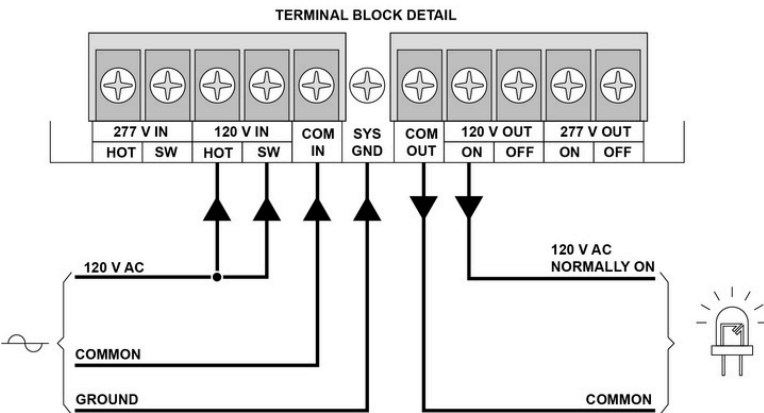 TERMINAL BLOCK DETAIL
277 V IN 120 V IN COM IN SYS GND COM OUT 120 V OUT 277 V OUT
HOT SW HOT SW ON OFF ON OFF
120 V AC
COMMON
GROUND
120 V AC
NORMALLY ON
COMMON